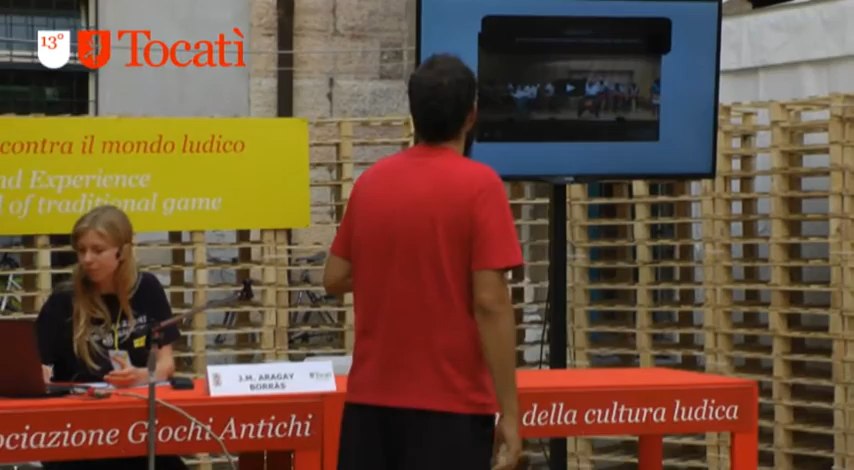 13°
Tocatì
contra il mondo ludico
nd Experience
of traditional game
J.M. ARAGAY
BORRÀS
Tocatì
ociazione Giochi Antichi
della cultura ludica